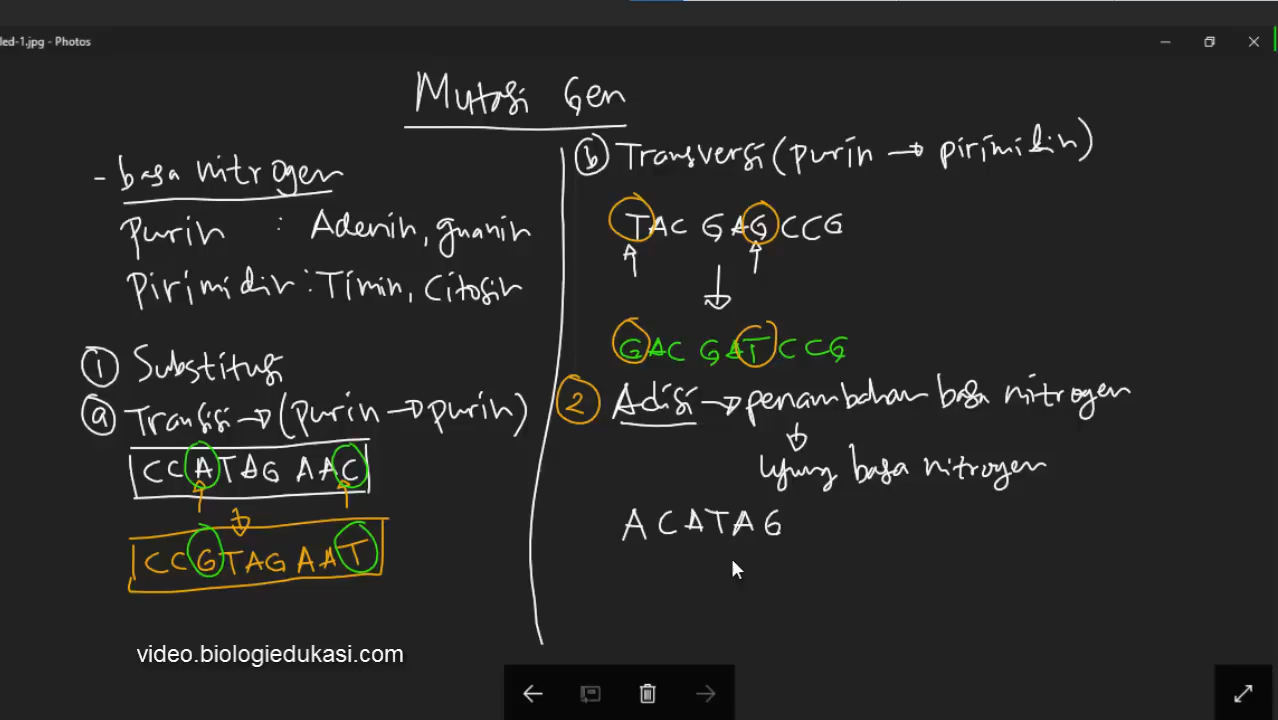 led-1.jpg - Photos
Mutasi Gen
- basa nitrogen
Purin : Adenin, guanin
Pirimidin : Timin, Citosin
1 Substitusi
a Transisi → (purin → purin)
CCATAG AAC
CCGTAGAAT
b Transversi (purin → pirimidin)
TAC GAG CCG
GAC GAT CCG
2 Adisi → penambahan basa nitrogen
Ujung basa nitrogen
ACATAG
video.biologiedukasi.com